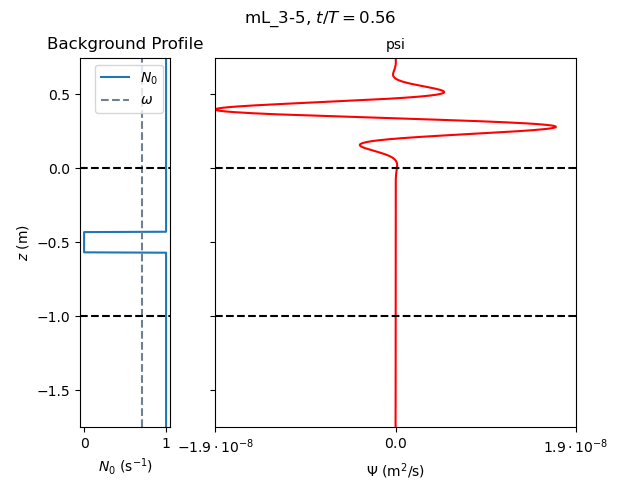 mL_3-5, t/T = 0.56
Background Profile
psi
N₀
ω
0.5
0.0
−0.5
−1.0
−1.5
z (m)
0
1
N₀ (s⁻¹)
−1.9 · 10⁻⁸
0.0
1.9 · 10⁻⁸
Ψ (m²/s)